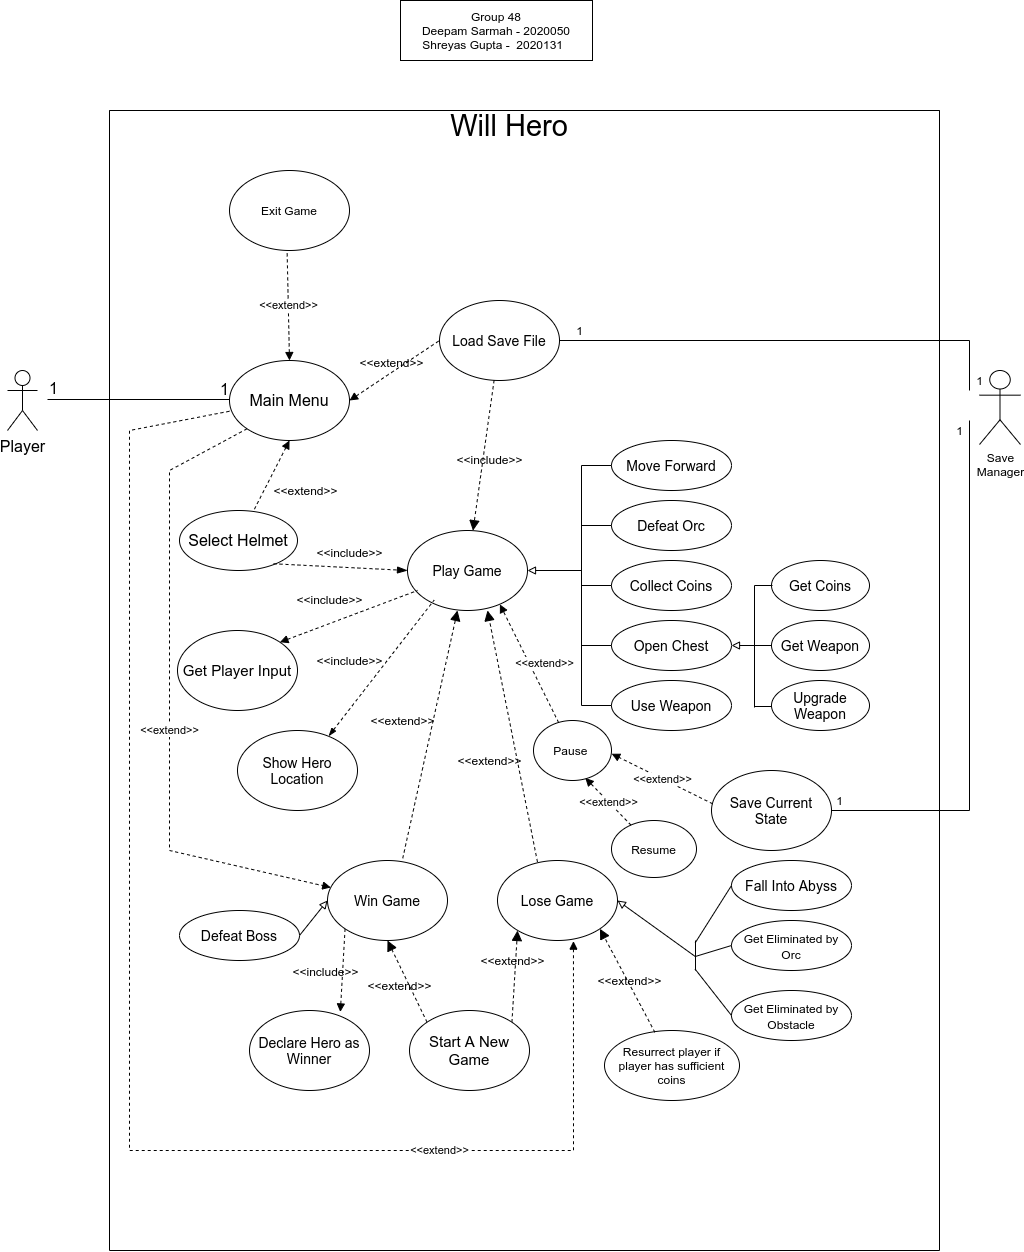 Group 48
Deepam Sarmah - 2020050
Shreyas Gupta -  2020131
Will Hero
Exit Game
<<extend>>
Load Save File
1
<<extend>>
1
1
1
Main Menu
Player
1
Save
Manager
<<include>>
Move Forward
<<extend>>
Select Helmet
Defeat Orc
<<include>>
Play Game
Collect Coins
Get Coins
<<include>>
Open Chest
Get Weapon
<<include>>
<<extend>>
Get Player Input
Use Weapon
Upgrade
Weapon
<<extend>>
<<extend>>
Pause
<<extend>>
Show Hero
Location
<<extend>>
<<extend>>
Save Current
State
1
Resume
Win Game
Lose Game
Fall Into Abyss
Defeat Boss
Get Eliminated by
Orc
<<include>>
<<extend>>
<<extend>>
<<extend>>
Get Eliminated by
Obstacle
Declare Hero as
Winner
Start A New
Game
Resurrect player if
player has sufficient
coins
<<extend>>